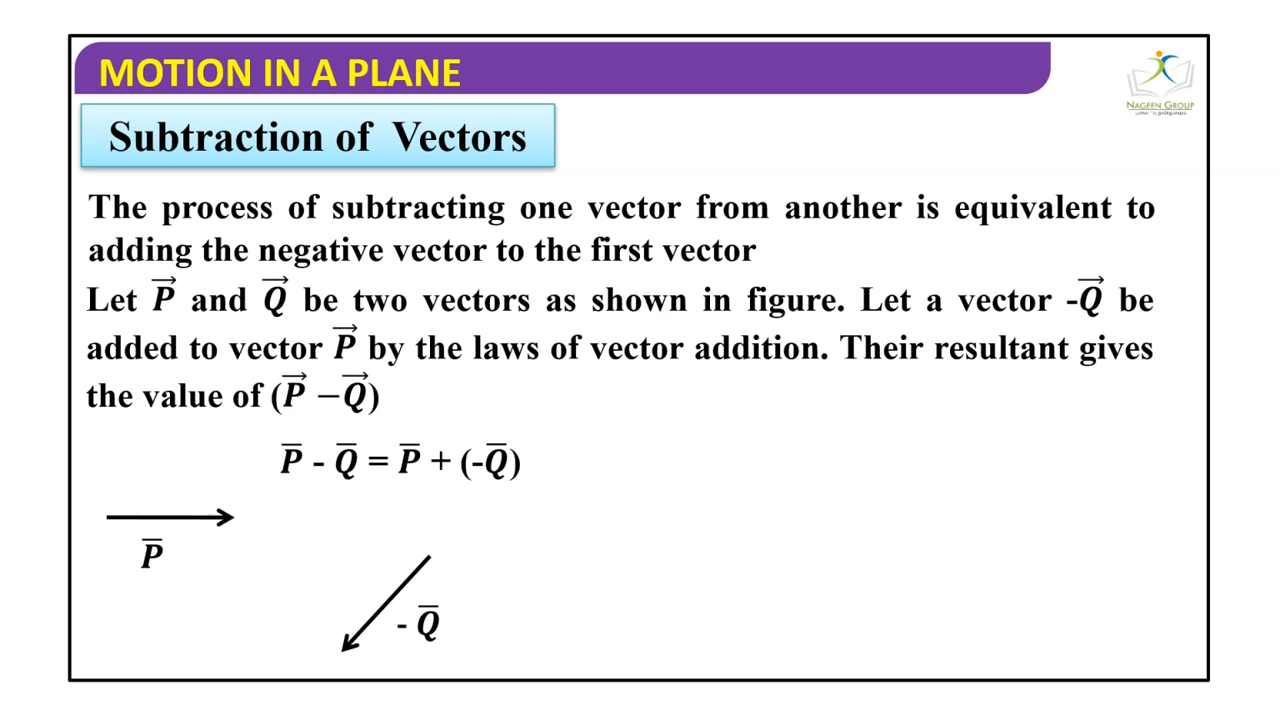 MOTION IN A PLANE
NAGEEN GROUP
Subtraction of Vectors
The process of subtracting one vector from another is equivalent to
adding the negative vector to the first vector
Let P⃗ and Q⃗ be two vectors as shown in figure. Let a vector -Q⃗ be
added to vector P⃗ by the laws of vector addition. Their resultant gives
the value of (P⃗ −Q⃗)
P̅ - Q̅ = P̅ + (-Q̅)
P̅
- Q̅